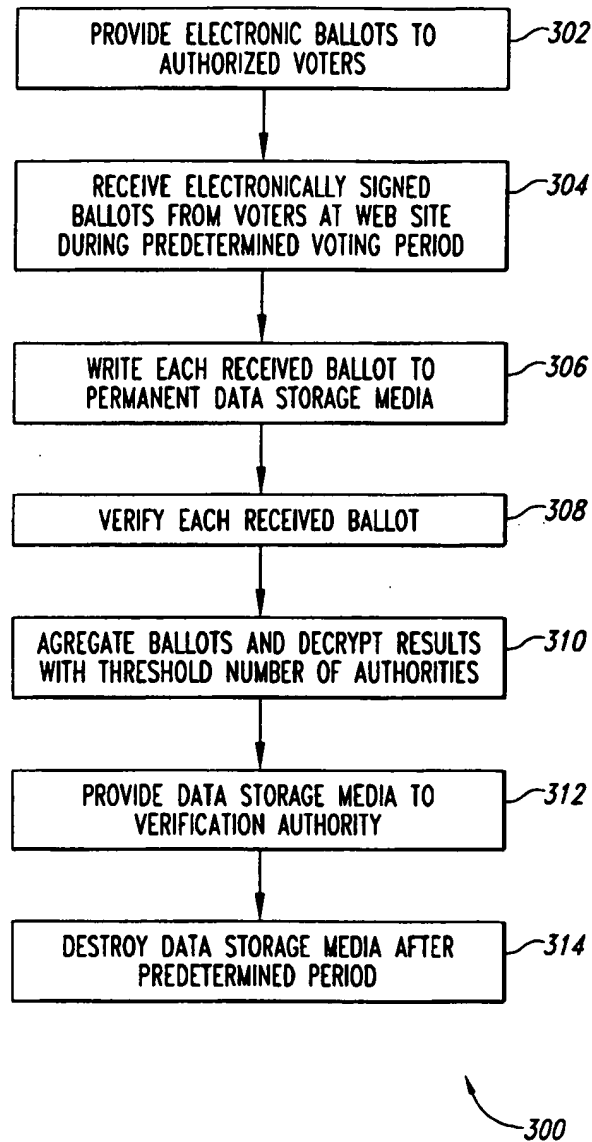 PROVIDE ELECTRONIC BALLOTS TO
AUTHORIZED VOTERS
302
RECEIVE ELECTRONICALLY SIGNED
BALLOTS FROM VOTERS AT WEB SITE
DURING PREDETERMINED VOTING PERIOD
304
WRITE EACH RECEIVED BALLOT TO
PERMANENT DATA STORAGE MEDIA
306
VERIFY EACH RECEIVED BALLOT
308
AGREGATE BALLOTS AND DECRYPT RESULTS
WITH THRESHOLD NUMBER OF AUTHORITIES
310
PROVIDE DATA STORAGE MEDIA TO
VERIFICATION AUTHORITY
312
DESTROY DATA STORAGE MEDIA AFTER
PREDETERMINED PERIOD
314
300